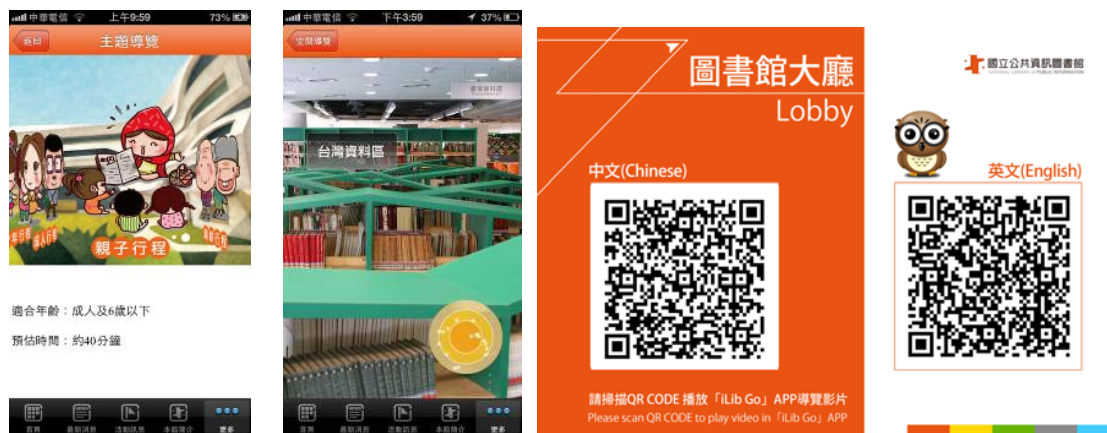 中華電信
上午9:59
73%
返回
主題導覽
親子行程
適合年齡：成人及6歲以下
預估時間：約40分鐘
首頁
最新消息
活動訊息
本館簡介
更多
中華電信
下午3:59
37%
空間導覽
臺灣資料區
台灣資料區
首頁
最新消息
活動訊息
本館簡介
更多
圖書館大廳
Lobby
中文(Chinese)
請掃描QR CODE 播放「iLib Go」APP導覽影片
Please scan QR CODE to play video in「iLib Go」APP
國立公共資訊圖書館
NATIONAL LIBRARY OF PUBLIC INFORMATION
英文(English)